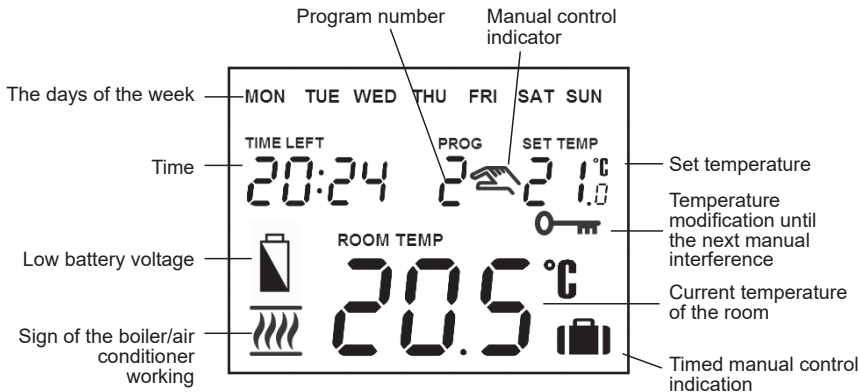 Program number
Manual control
indicator
The days of the week
MON TUE WED THU FRI SAT SUN
TIME LEFT PROG SET TEMP
Time
20:24 2 21.0 °C
Set temperature
Temperature
modification until
the next manual
interference
Low battery voltage
ROOM TEMP
20.5 °C
Current temperature
of the room
Sign of the boiler/air
conditioner
working
Timed manual control
indication